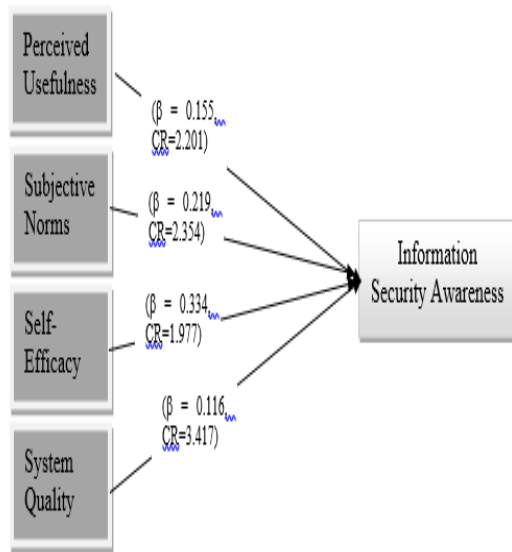 Perceived
Usefulness
(β = 0.155,
CR=2.201)
Subjective
Norms
(β = 0.219,
CR=2.354)
Information
Security Awareness
Self-
Efficacy
(β = 0.334,
CR=1.977)
(β = 0.116,
CR=3.417)
System
Quality